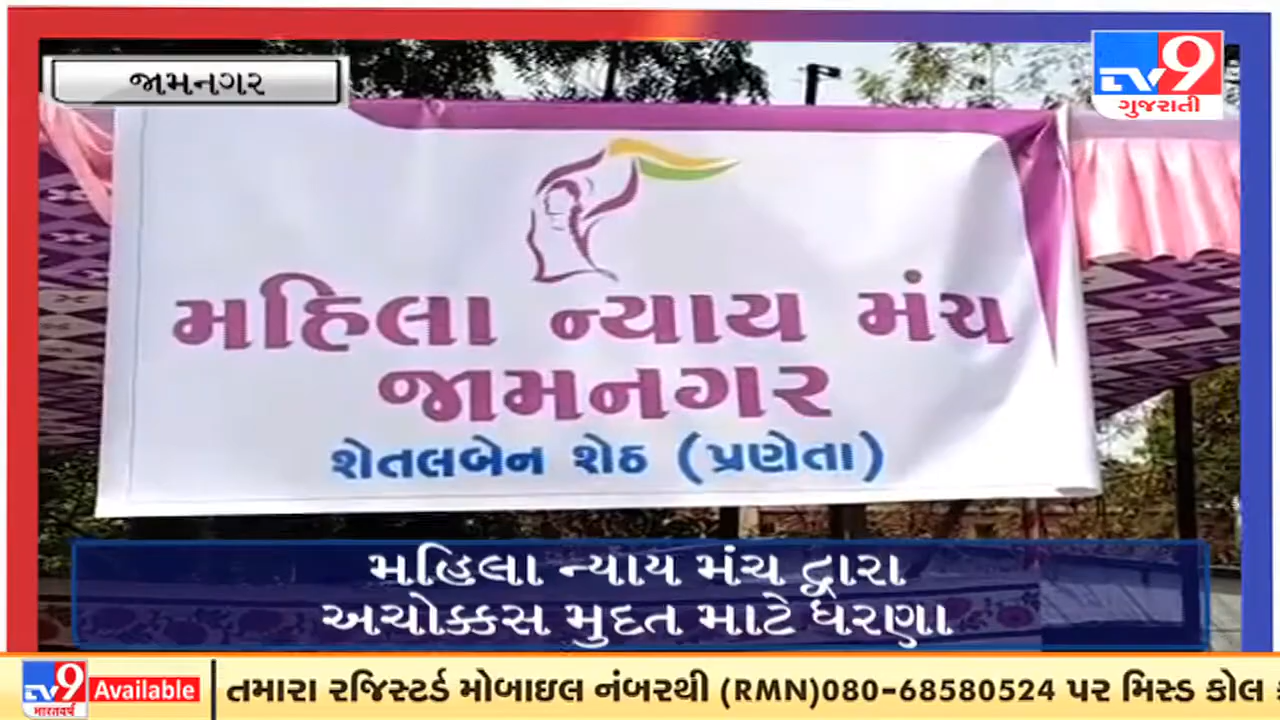 જામનગર
TV9
ગુજરાતી
મહિલા ન્યાય મંચ
જામનગર
શેતલબેન શેઠ (પ્રણેતા)
મહિલા ન્યાય મંચ દ્વારા
અચોક્કસ મુદત માટે ધરણા
TV9
भारतवर्ष
Available
તમારા રજિસ્ટર્ડ મોબાઇલ નંબરથી (RMN)080-68580524 પર મિસ્ડ કોલ